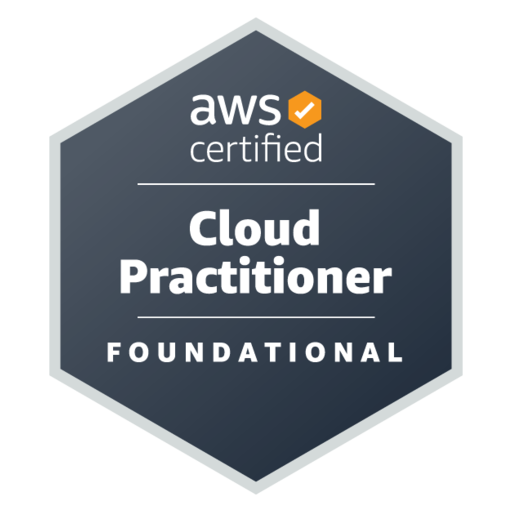 aws
certified
Cloud
Practitioner
FOUNDATIONAL